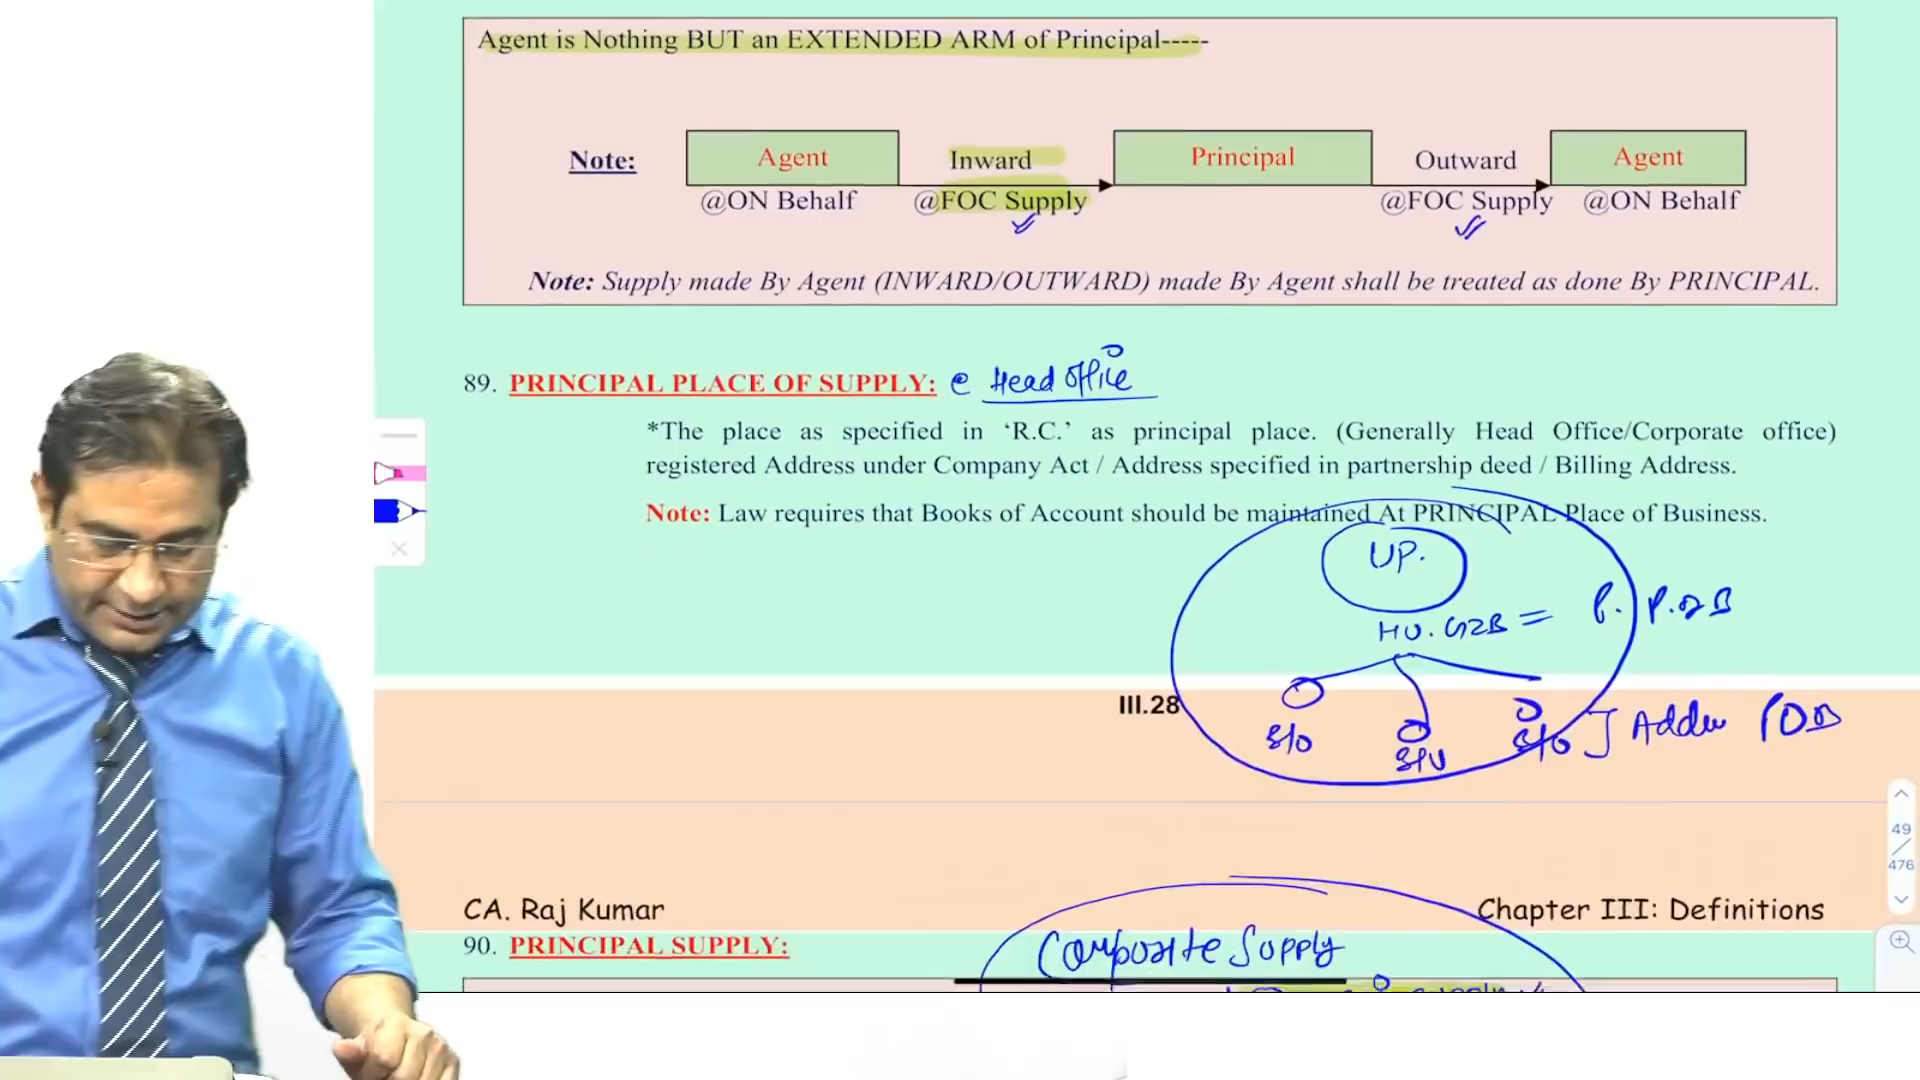 Agent is Nothing BUT an EXTENDED ARM of Principal-----
Note: Agent Inward Principal Outward Agent
@ON Behalf @FOC Supply @FOC Supply @ON Behalf
Note: Supply made By Agent (INWARD/OUTWARD) made By Agent shall be treated as done By PRINCIPAL.
89. PRINCIPAL PLACE OF SUPPLY: @ Head Office
*The place as specified in ‘R.C.’ as principal place. (Generally Head Office/Corporate office)
registered Address under Company Act / Address specified in partnership deed / Billing Address.
Note: Law requires that Books of Account should be maintained At PRINCIPAL Place of Business.
UP.
= P. P.oB
III.28
S/O S/O
49
476
CA. Raj Kumar Chapter III: Definitions
90. PRINCIPAL SUPPLY: Composite Supply